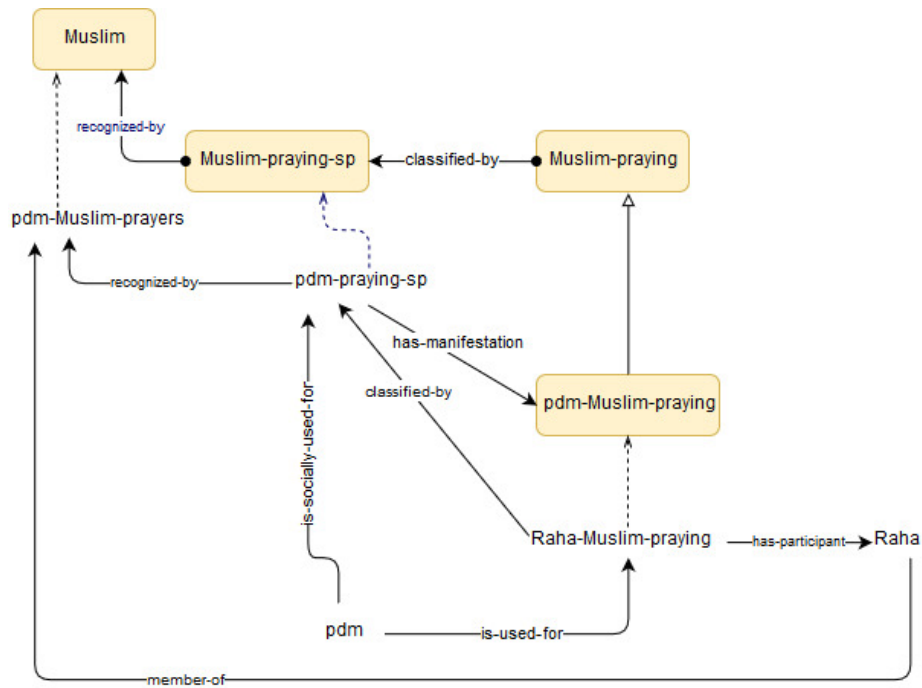 Muslim
recognized-by
Muslim-praying-sp
classified-by
Muslim-praying
pdm-Muslim-prayers
recognized-by
pdm-praying-sp
has-manifestation
classified-by
pdm-Muslim-praying
is-socially-used-for
Raha-Muslim-praying
has-participant
Raha
pdm
is-used-for
member-of